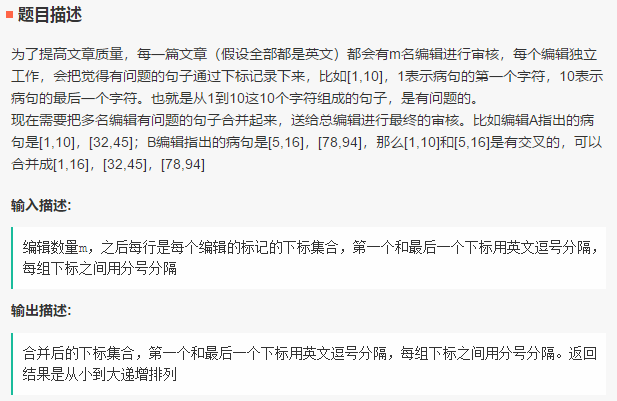 题目描述
为了提高文章质量，每一篇文章（假设全部都是英文）都会有m名编辑进行审核，每个编辑独立
工作，会把觉得有问题的句子通过下标记录下来，比如[1,10]，1表示病句的第一个字符，10表示
病句的最后一个字符。也就是从1到10这10个字符组成的句子，是有问题的。
现在需要把多名编辑有问题的句子合并起来，送给总编辑进行最终的审核。比如编辑A指出的病
句是[1,10]，[32,45]；B编辑指出的病句是[5,16]，[78,94]，那么[1,10]和[5,16]是有交叉的，可以
合并成[1,16]，[32,45]，[78,94]
输入描述:
编辑数量m，之后每行是每个编辑的标记的下标集合，第一个和最后一个下标用英文逗号分隔，
每组下标之间用分号分隔
输出描述:
合并后的下标集合，第一个和最后一个下标用英文逗号分隔，每组下标之间用分号分隔。返回
结果是从小到大递增排列